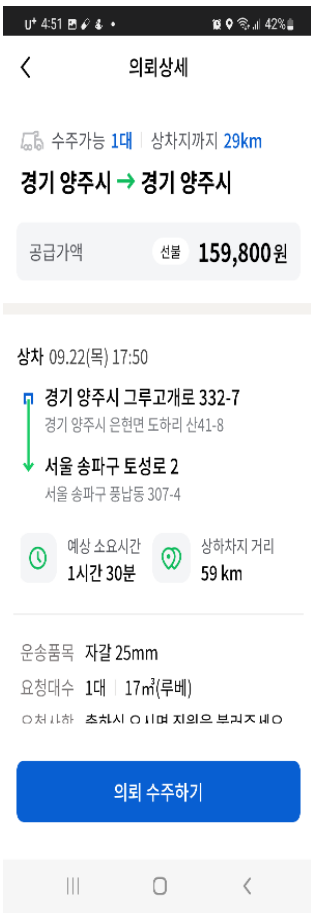 U+ 4:51 42%
의뢰상세
수주가능 1대 상차지까지 29km
경기 양주시 → 경기 양주시
공급가액 선불 159,800원
상차 09.22(목) 17:50
경기 양주시 그루고개로 332-7
경기 양주시 은현면 도하리 산41-8
서울 송파구 토성로 2
서울 송파구 풍납동 307-4
예상 소요시간 상하차지 거리
1시간 30분 59 km
운송품목 자갈 25mm
요청대수 1대 17㎥(루베)
의뢰 수주하기